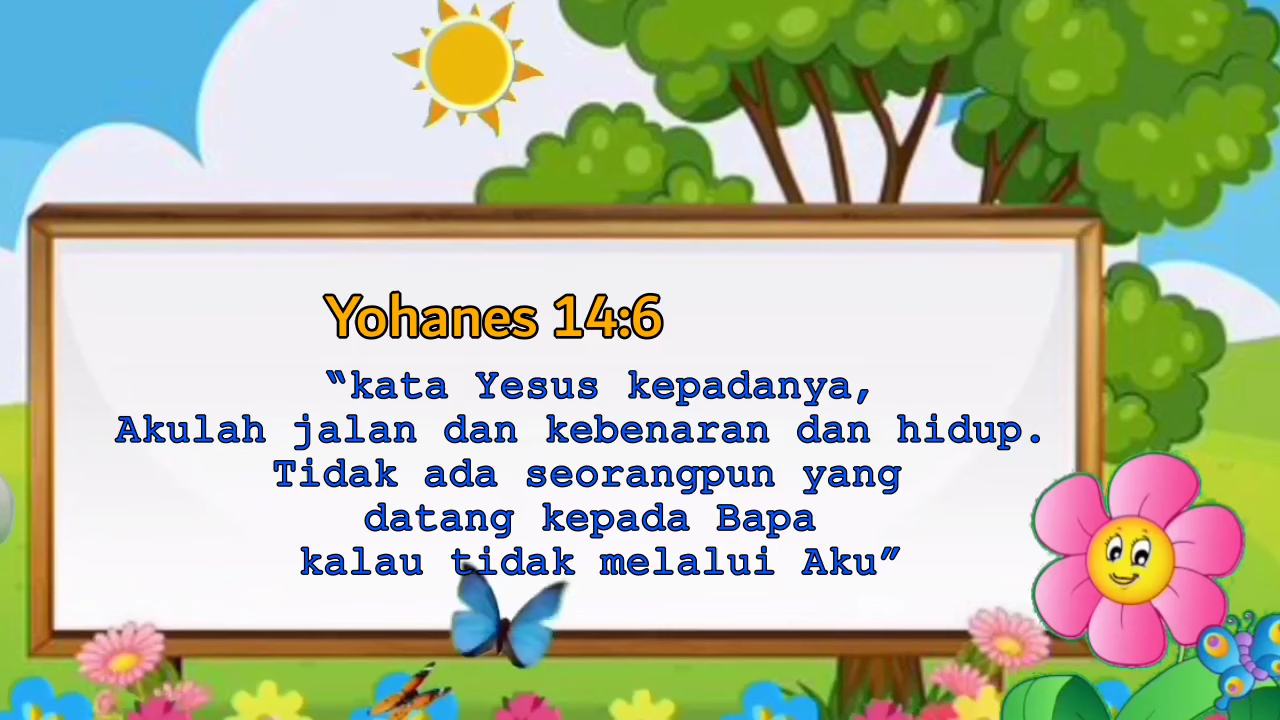 Yohanes 14:6
“kata Yesus kepadanya,
Akulah jalan dan kebenaran dan hidup.
Tidak ada seorangpun yang
datang kepada Bapa
kalau tidak melalui Aku”